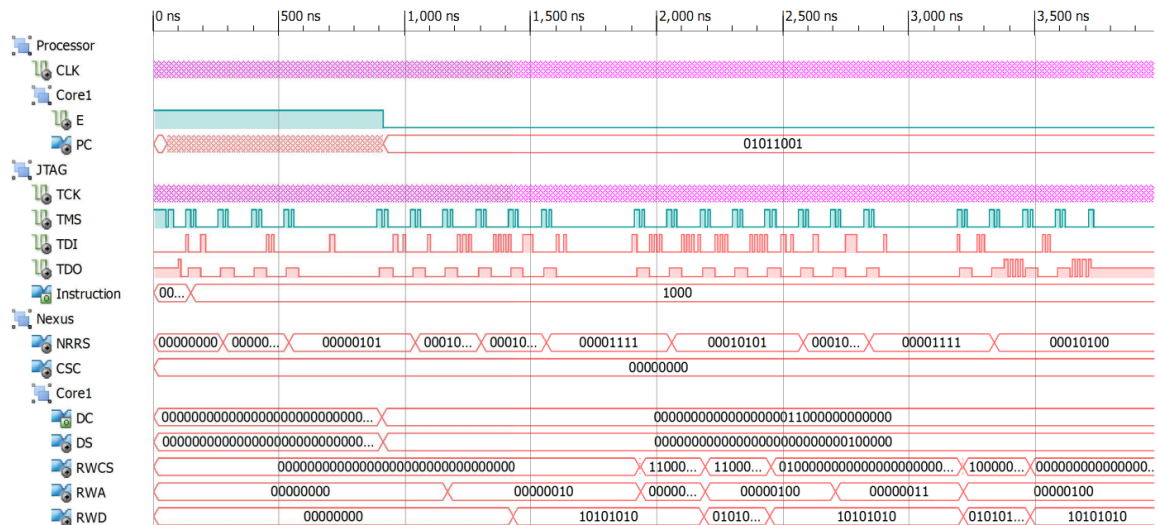 0 ns 500 ns 1,000 ns 1,500 ns 2,000 ns 2,500 ns 3,000 ns 3,500 ns
Processor
CLK
Core1
E
PC 01011001
JTAG
TCK
TMS
TDI
TDO
Instruction 00... 1000
Nexus
NRRS 00000000 00000... 00000101 00010... 00010... 00001111 00010101 00010... 00001111 00010100
CSC 00000000
Core1
DC 000000000000000000000000000... 00000000000000000011000000000000
DS 000000000000000000000000000... 00000000000000000000000000100000
RWCS 00000000000000000000000000000000 11000... 11000... 01000000000000000000000... 100000... 000000000000000...
RWA 00000000 00000010 00000... 00000100 00000011 00000100
RWD 00000000 10101010 01010... 10101010 010101... 10101010